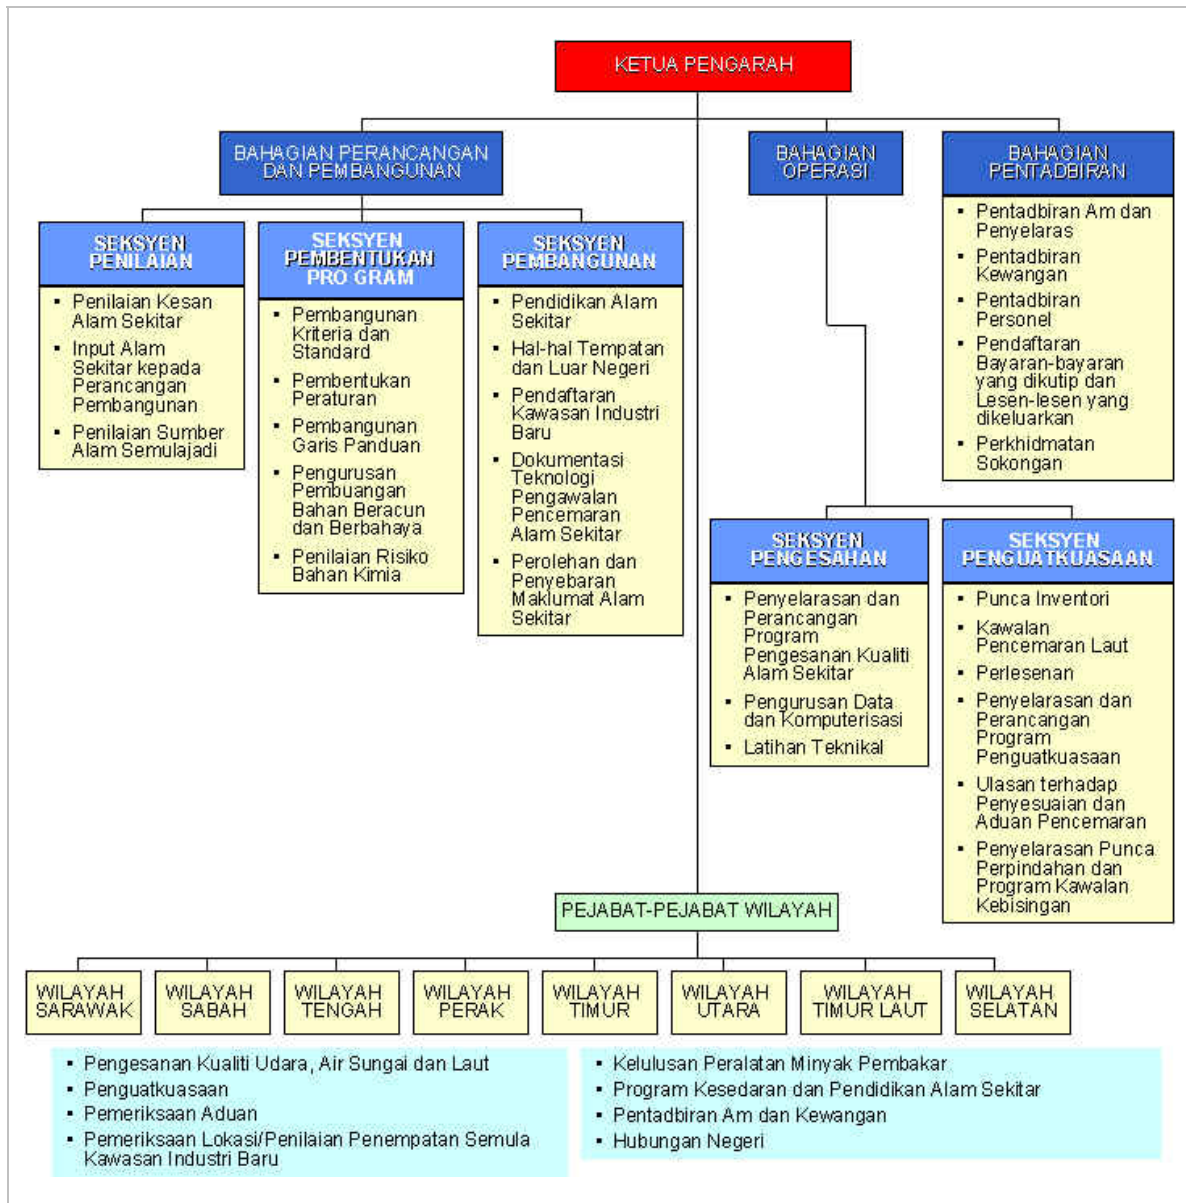 KETUA PENGARAH
BAHAGIAN PERANCANGAN
DAN PEMBANGUNAN
BAHAGIAN
OPERASI
BAHAGIAN
PENTADBIRAN
▪ Pentadbiran Am dan
Penyelaras
▪ Pentadbiran
Kewangan
▪ Pentadbiran
Personel
▪ Pendaftaran
Bayaran-bayaran
yang dikutip dan
Lesen-lesen yang
dikeluarkan
▪ Perkhidmatan
Sokongan
SEKSYEN
PENILAIAN
▪ Penilaian Kesan
Alam Sekitar
▪ Input Alam
Sekitar kepada
Perancangan
Pembangunan
▪ Penilaian Sumber
Alam Semulajadi
SEKSYEN
PEMBENTUKAN
PRO GRAM
▪ Pembangunan
Kriteria dan
Standard
▪ Pembentukan
Peraturan
▪ Pembangunan
Garis Panduan
▪ Pengurusan
Pembuangan
Bahan Beracun
dan Berbahaya
▪ Penilaian Risiko
Bahan Kimia
SEKSYEN
PEMBANGUNAN
▪ Pendidikan Alam
Sekitar
▪ Hal-hal Tempatan
dan Luar Negeri
▪ Pendaftaran
Kawasan Industri
Baru
▪ Dokumentasi
Teknologi
Pengawalan
Pencemaran
Alam Sekitar
▪ Perolehan dan
Penyebaran
Maklumat Alam
Sekitar
SEKSYEN
PENGESAHAN
▪ Penyelarasan dan
Perancangan
Program
Pengesanan Kualiti
Alam Sekitar
▪ Pengurusan Data
dan Komputerisasi
▪ Latihan Teknikal
SEKSYEN
PENGUATKUASAAN
▪ Punca Inventori
▪ Kawalan
Pencemaran Laut
▪ Perlesenan
▪ Penyelarasan dan
Perancangan
Program
Penguatkuasaan
▪ Ulasan terhadap
Penyesuaian dan
Aduan Pencemaran
▪ Penyelarasan Punca
Perpindahan dan
Program Kawalan
Kebisingan
PEJABAT-PEJABAT WILAYAH
WILAYAH
SARAWAK
WILAYAH
SABAH
WILAYAH
TENGAH
WILAYAH
PERAK
WILAYAH
TIMUR
WILAYAH
UTARA
WILAYAH
TIMUR LAUT
WILAYAH
SELATAN
▪ Pengesanan Kualiti Udara, Air Sungai dan Laut
▪ Penguatkuasaan
▪ Pemeriksaan Aduan
▪ Pemeriksaan Lokasi/Penilaian Penempatan Semula
Kawasan Industri Baru
▪ Kelulusan Peralatan Minyak Pembakar
▪ Program Kesedaran dan Pendidikan Alam Sekitar
▪ Pentadbiran Am dan Kewangan
▪ Hubungan Negeri